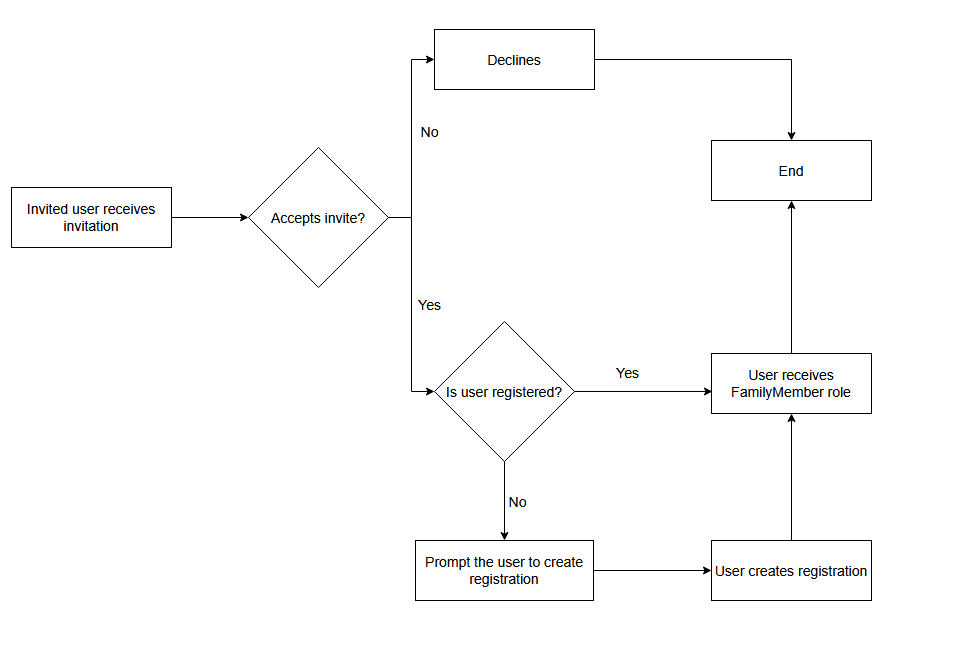 Declines
No
End
Invited user receives
invitation
Accepts invite?
Yes
Is user registered?
Yes
User receives
FamilyMember role
No
Prompt the user to create
registration
User creates registration